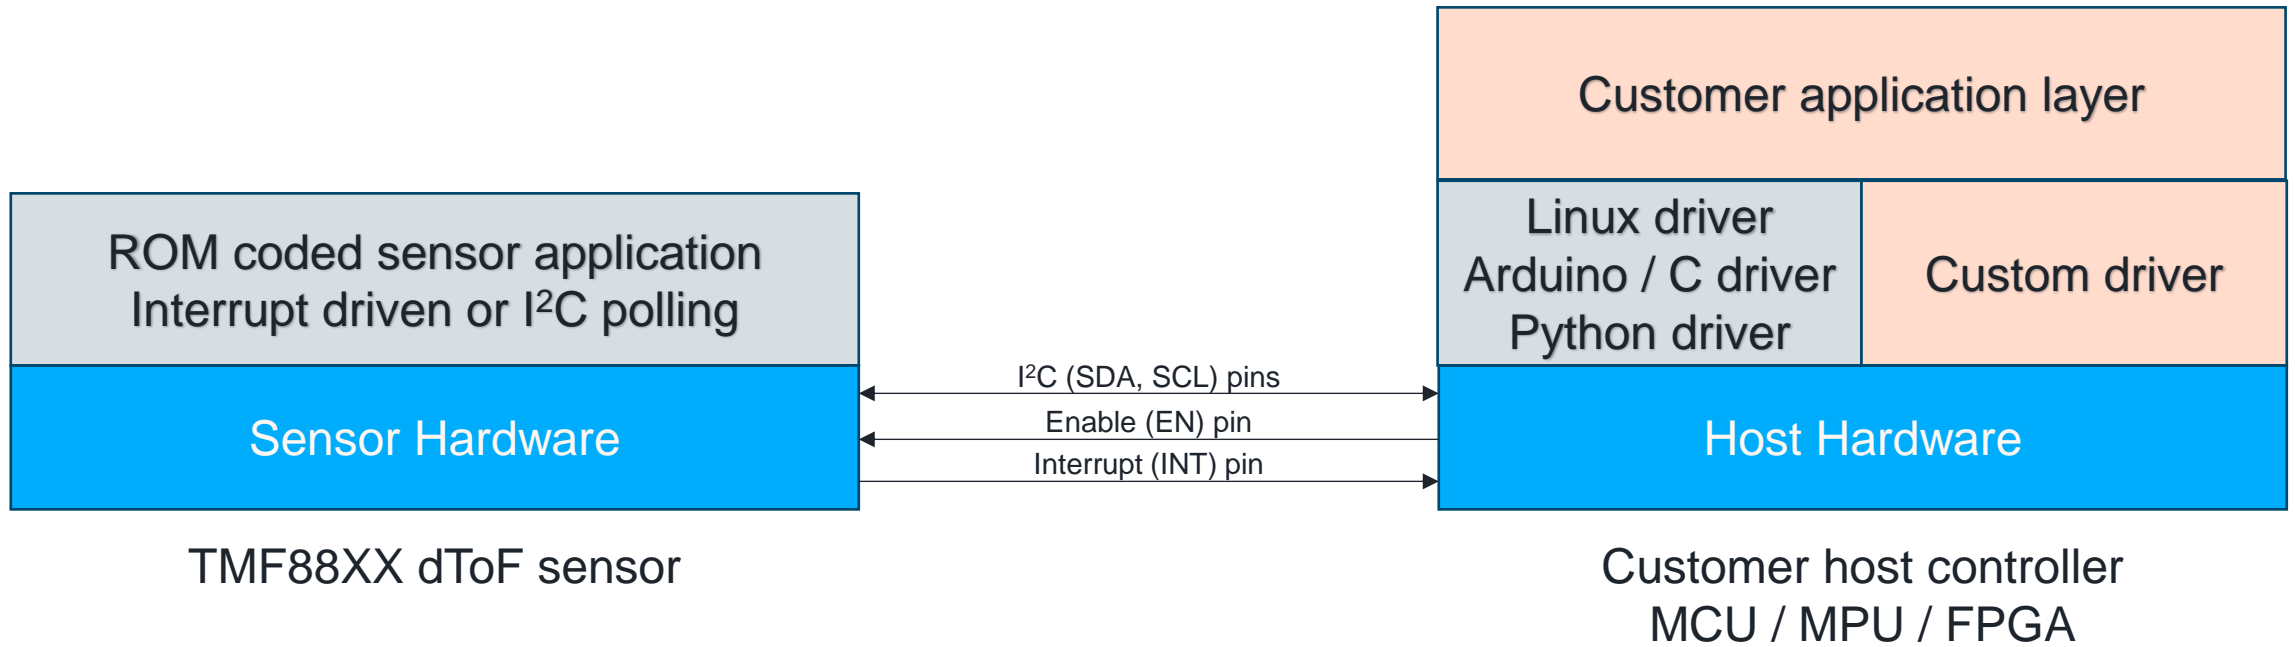 Customer application layer
ROM coded sensor application
Interrupt driven or I²C polling
Linux driver
Arduino / C driver
Python driver
Custom driver
I²C (SDA, SCL) pins
Enable (EN) pin
Interrupt (INT) pin
Sensor Hardware
Host Hardware
TMF88XX dToF sensor
Customer host controller
MCU / MPU / FPGA